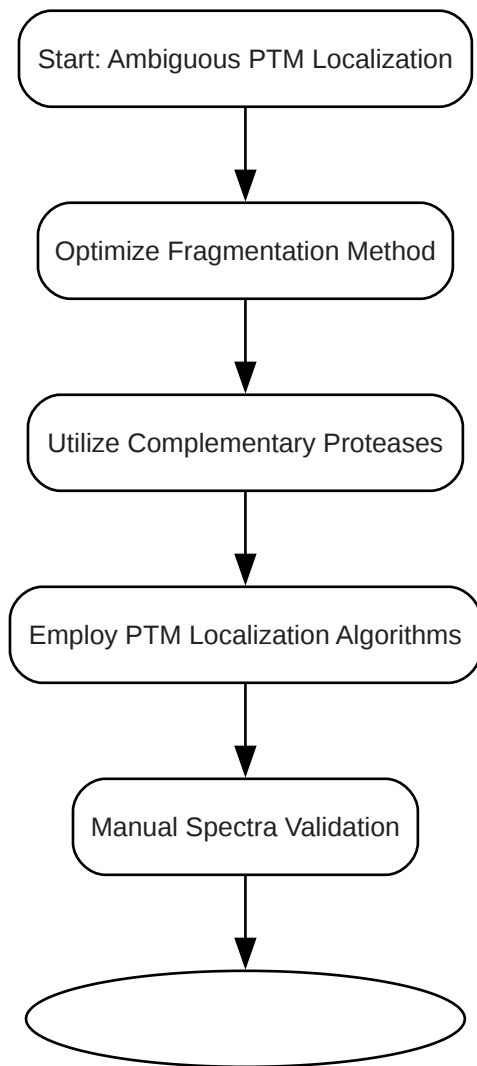 Start: Ambiguous PTM Localization
Optimize Fragmentation Method
Utilize Complementary Proteases
Employ PTM Localization Algorithms
Manual Spectra Validation